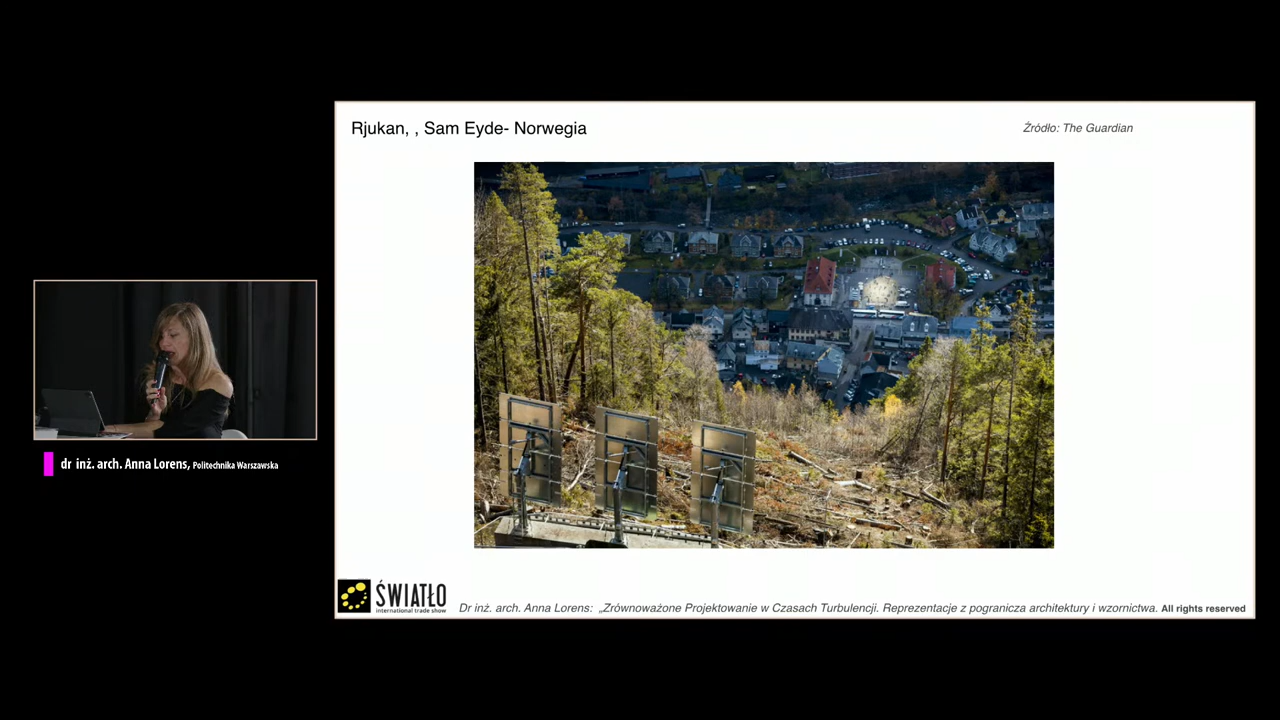 Rjukan, , Sam Eyde- Norwegia
Źródło: The Guardian
dr inż. arch. Anna Lorens, Politechnika Warszawska
ŚWIATŁO
international trade show
Dr inż. arch. Anna Lorens: „Zrównoważone Projektowanie w Czasach Turbulencji. Reprezentacje z pogranicza architektury i wzornictwa. All rights reserved